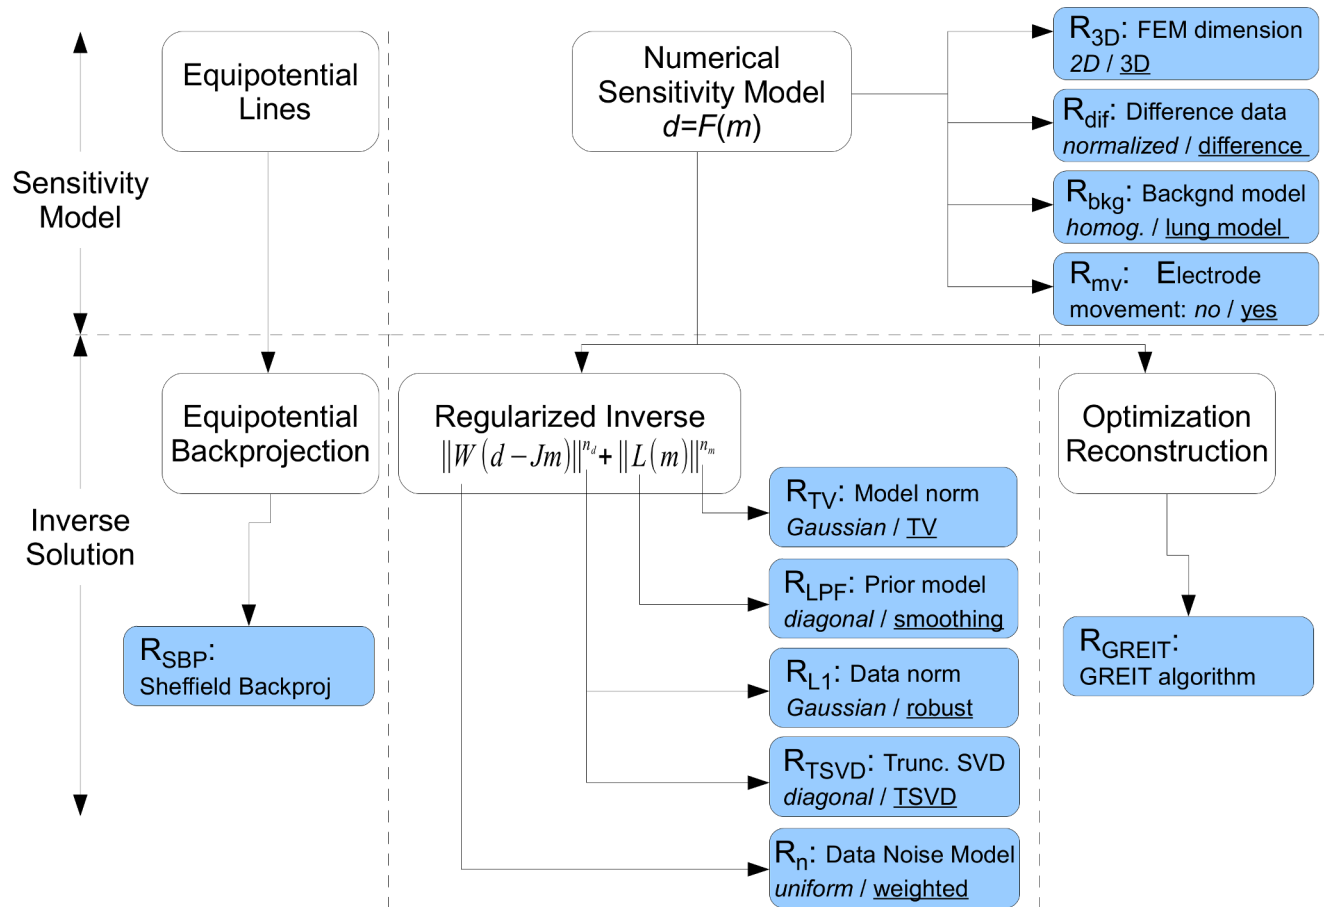 Equipotential
Lines
Numerical
Sensitivity Model
d=F(m)
R3D: FEM dimension
2D / 3D
Rdif: Difference data
normalized / difference
Rbkg: Backgnd model
homog. / lung model
Rmv: Electrode
movement: no / yes
Sensitivity
Model
Inverse
Solution
Equipotential
Backprojection
RSBP:
Sheffield Backproj
Regularized Inverse
‖W(d−Jm)‖^nd+‖L(m)‖^nm
RTV: Model norm
Gaussian / TV
RLPF: Prior model
diagonal / smoothing
RL1: Data norm
Gaussian / robust
RTSVD: Trunc. SVD
diagonal / TSVD
Rn: Data Noise Model
uniform / weighted
Optimization
Reconstruction
RGREIT:
GREIT algorithm